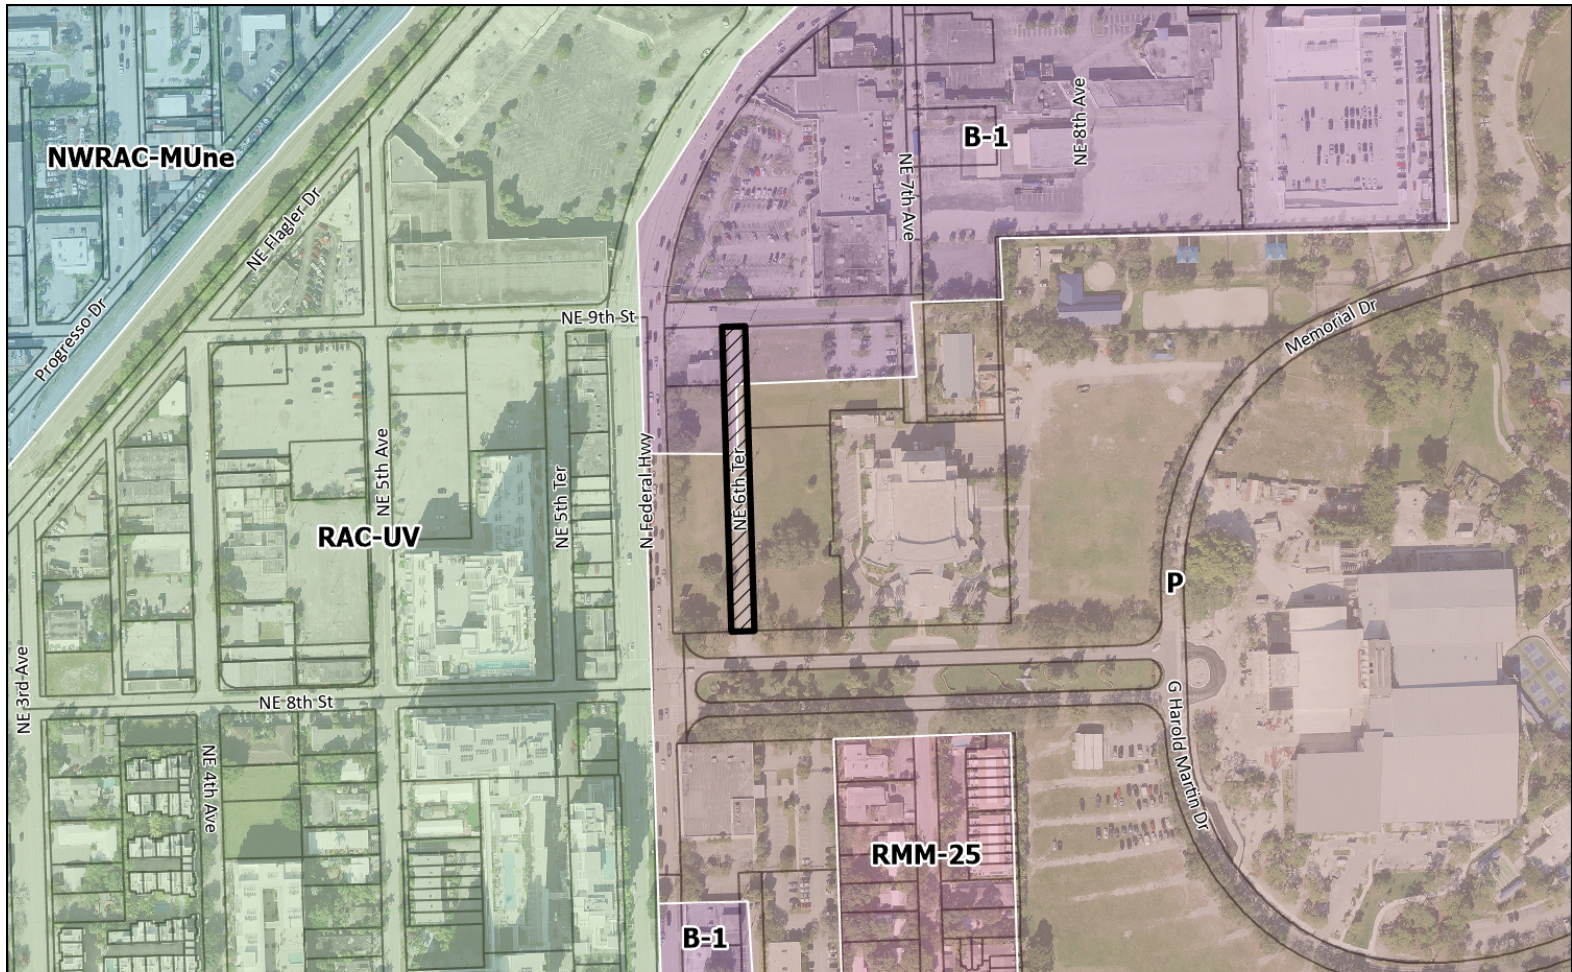 B-1
NE 8th Ave
NWRAC-MUne
NE 7th Ave
NE Flagler Dr
Progresso Dr
NE 9th St
Memorial Dr
NE 5th Ave
NE 5th Ter
N Federal Hwy
NE 6th Ter
RAC-UV
P
NE 3rd Ave
NE 8th St
NE 4th Ave
G Harold Martin Dr
RMM-25
B-1